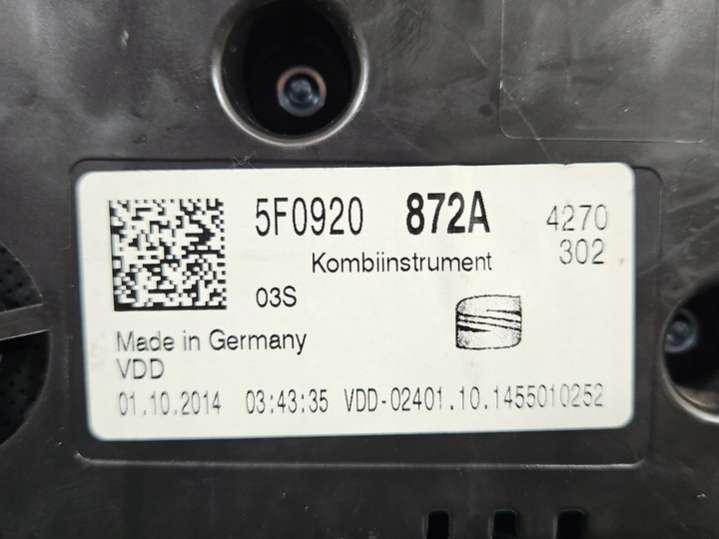 5F0920 872A 4270
Kombiinstrument 302
03S
Made in Germany
VDD
01.10.2014 03:43:35 VDD-02401.10.1455010252